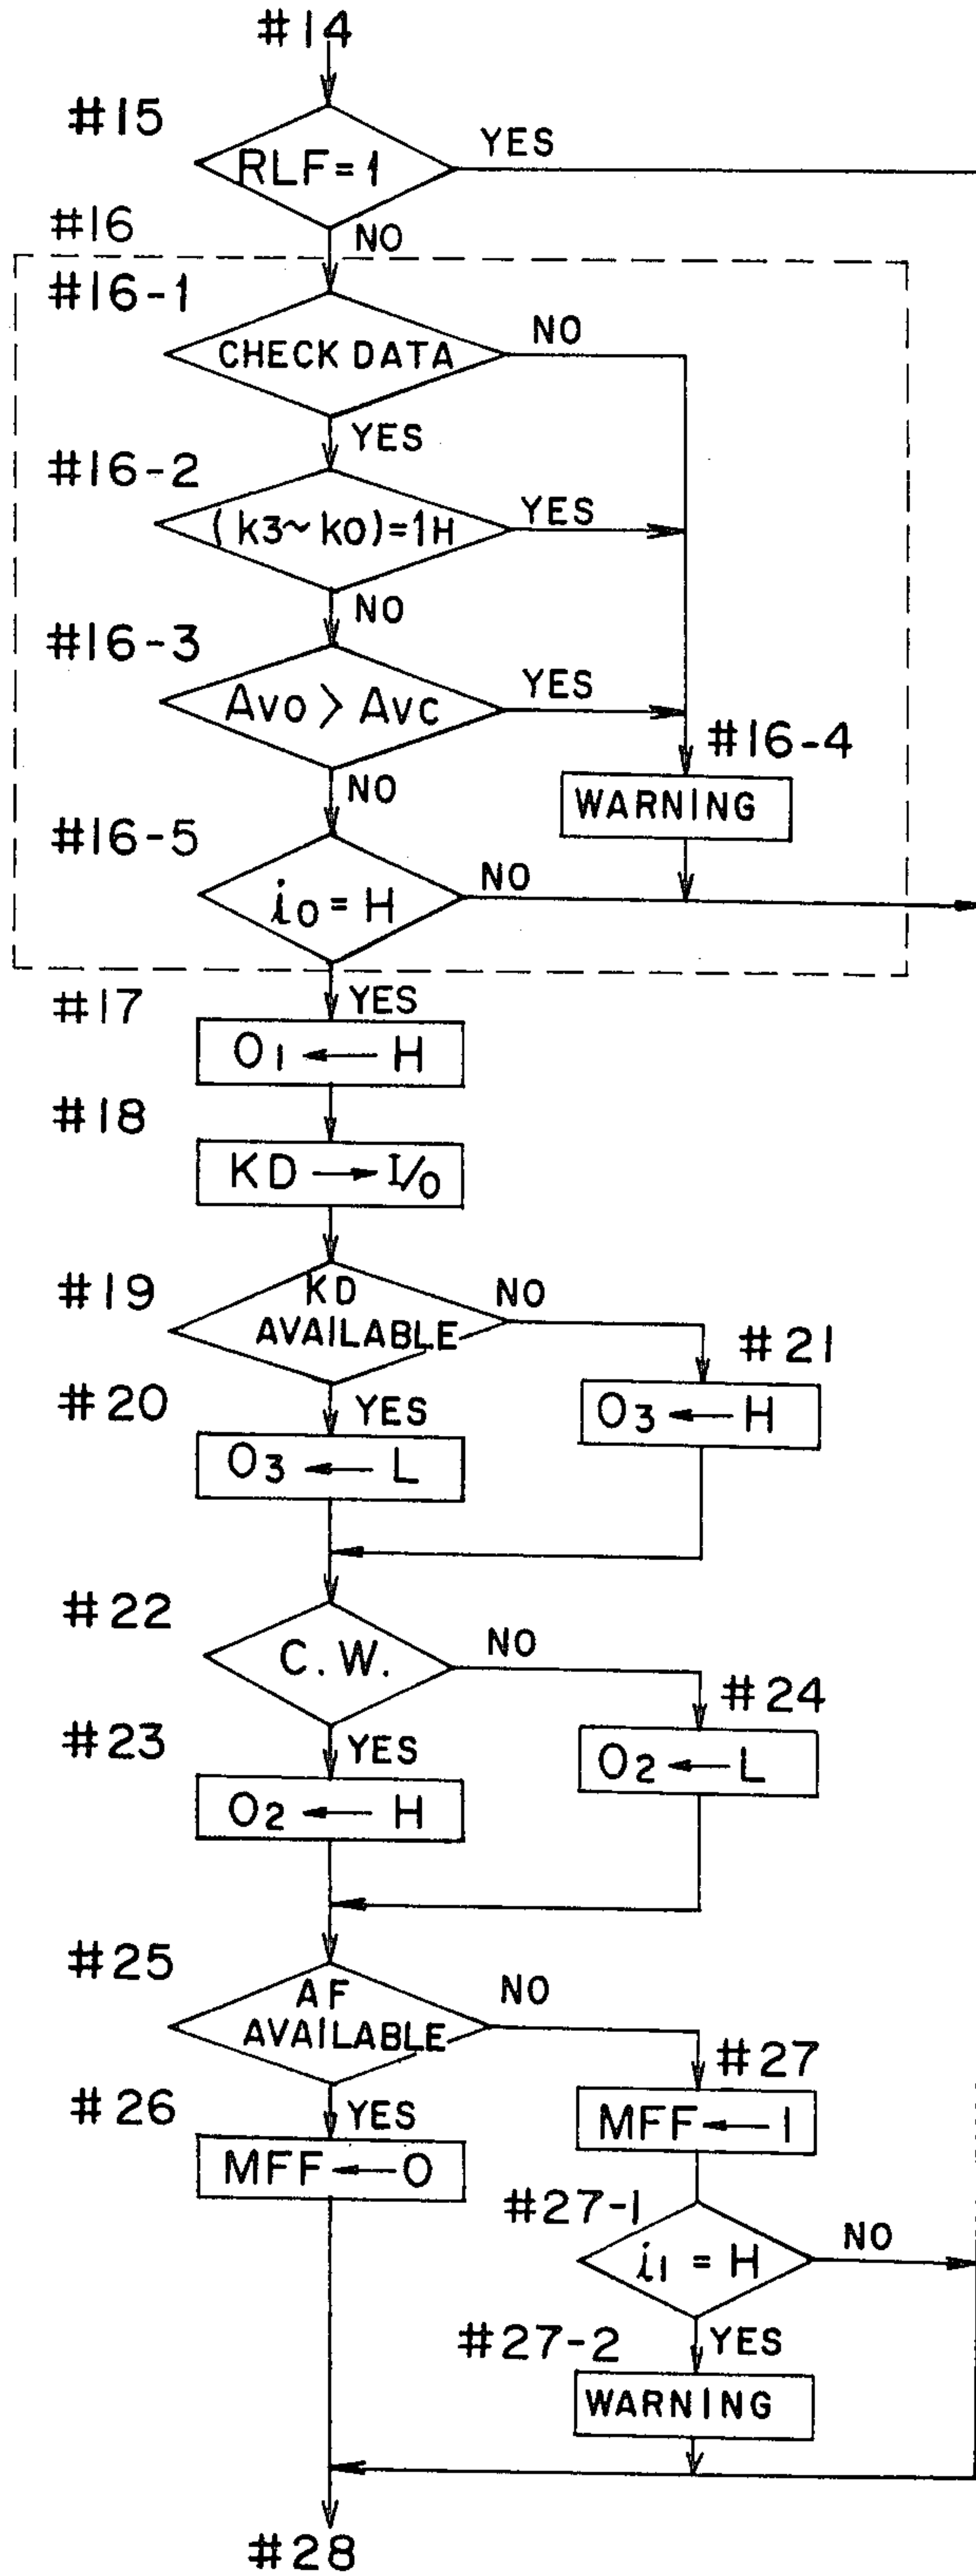 #14
#15
RLF = 1
YES
#16
NO
#16-1
CHECK DATA
NO
YES
#16-2
(k3~k0)=1H
YES
NO
#16-3
Avo > Avc
YES
#16-4
NO
WARNING
#16-5
i0 = H
NO
#17
YES
O1 ← H
#18
KD → I/O
#19
KD
AVAILABLE
NO
#21
#20
YES
O3 ← H
O3 ← L
#22
C.W.
NO
#24
#23
YES
O2 ← L
O2 ← H
#25
AF
AVAILABLE
NO
#27
#26
YES
MFF ← 1
MFF ← 0
#27-1
i1 = H
NO
#27-2
YES
WARNING
#28